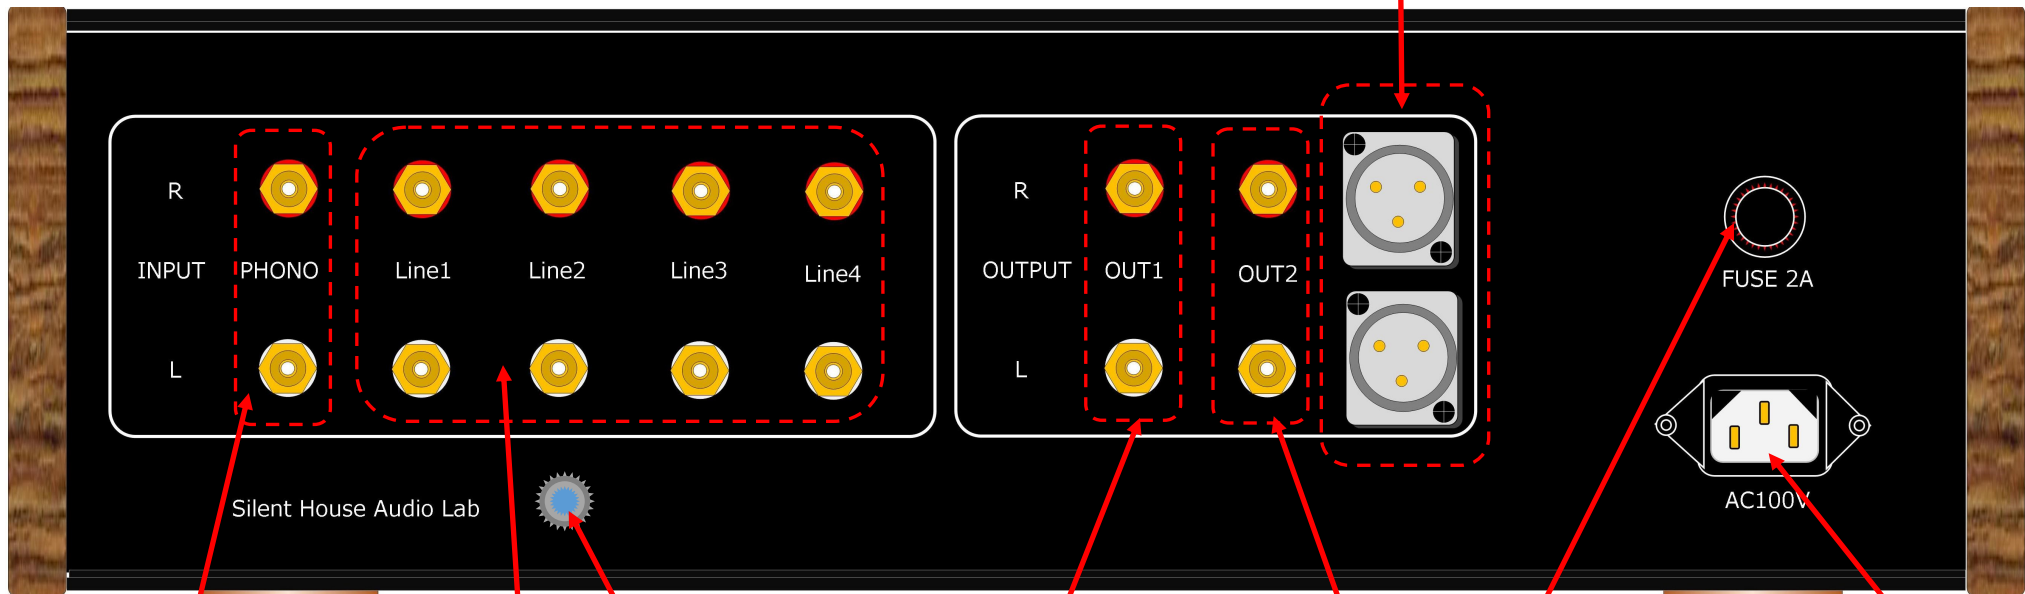 R
INPUT PHONO Line1 Line2 Line3 Line4
L
R
OUTPUT OUT1 OUT2
L
FUSE 2A
AC100V
Silent House Audio Lab